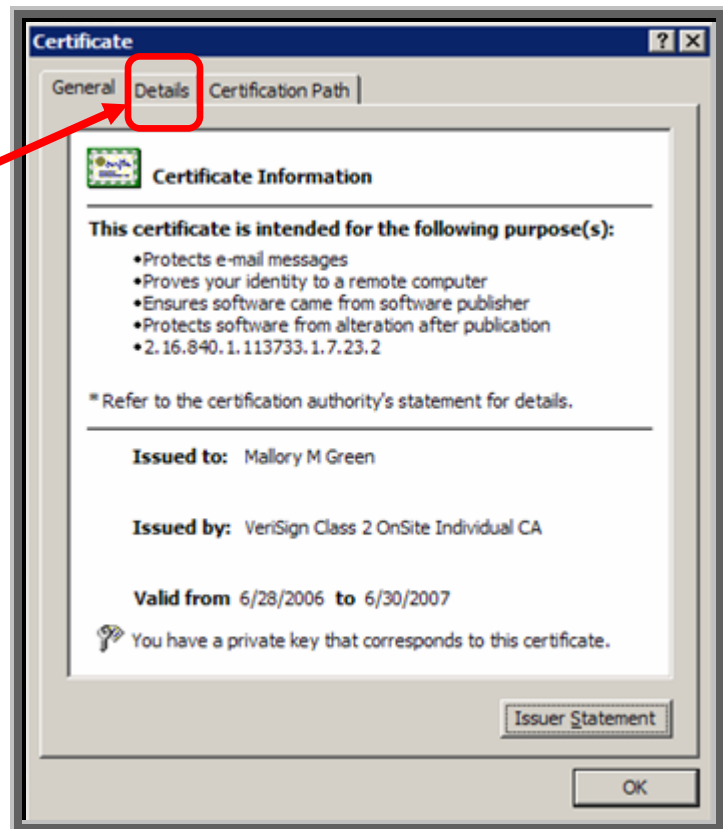 Certificate
General Details Certification Path
Certificate Information
This certificate is intended for the following purpose(s):
•Protects e-mail messages
•Proves your identity to a remote computer
•Ensures software came from software publisher
•Protects software from alteration after publication
•2.16.840.1.113733.1.7.23.2
* Refer to the certification authority's statement for details.
Issued to: Mallory M Green
Issued by: VeriSign Class 2 OnSite Individual CA
Valid from 6/28/2006 to 6/30/2007
You have a private key that corresponds to this certificate.
Issuer Statement
OK